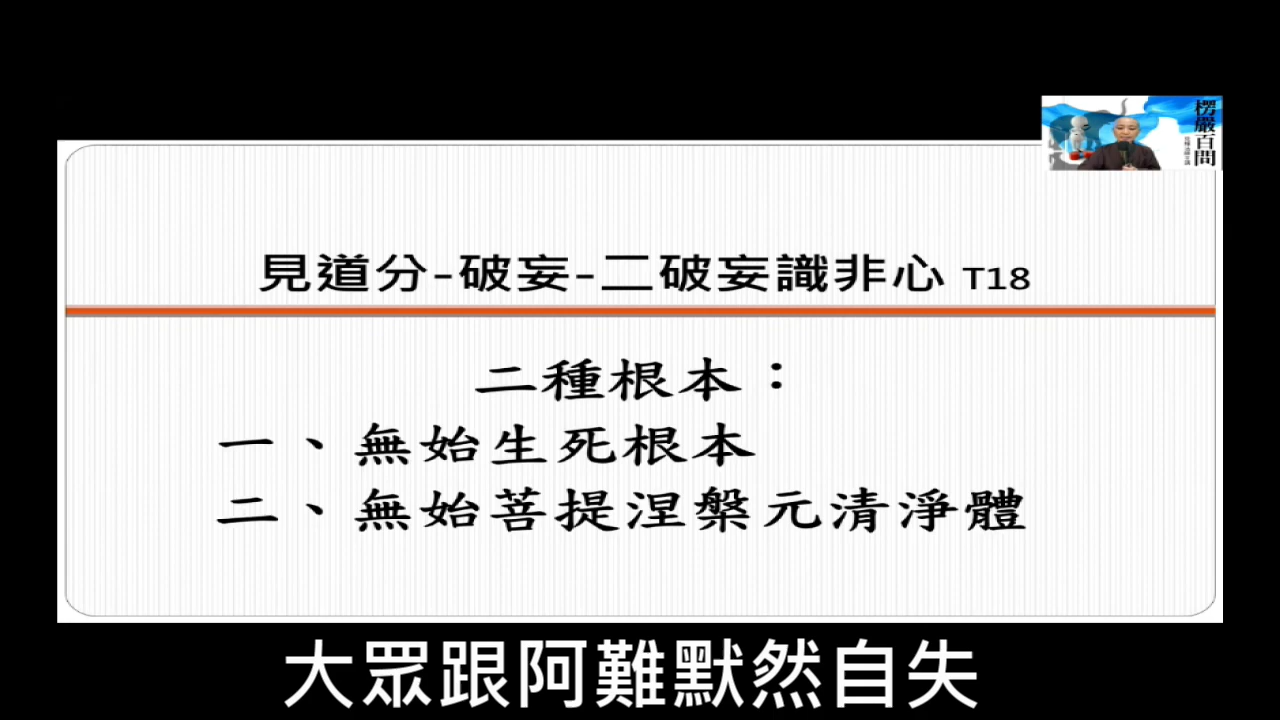 楞嚴百問
見道分-破妄-二破妄識非心 T18
二種根本：
一、無始生死根本
二、無始菩提涅槃元清淨體
大眾跟阿難默然自失